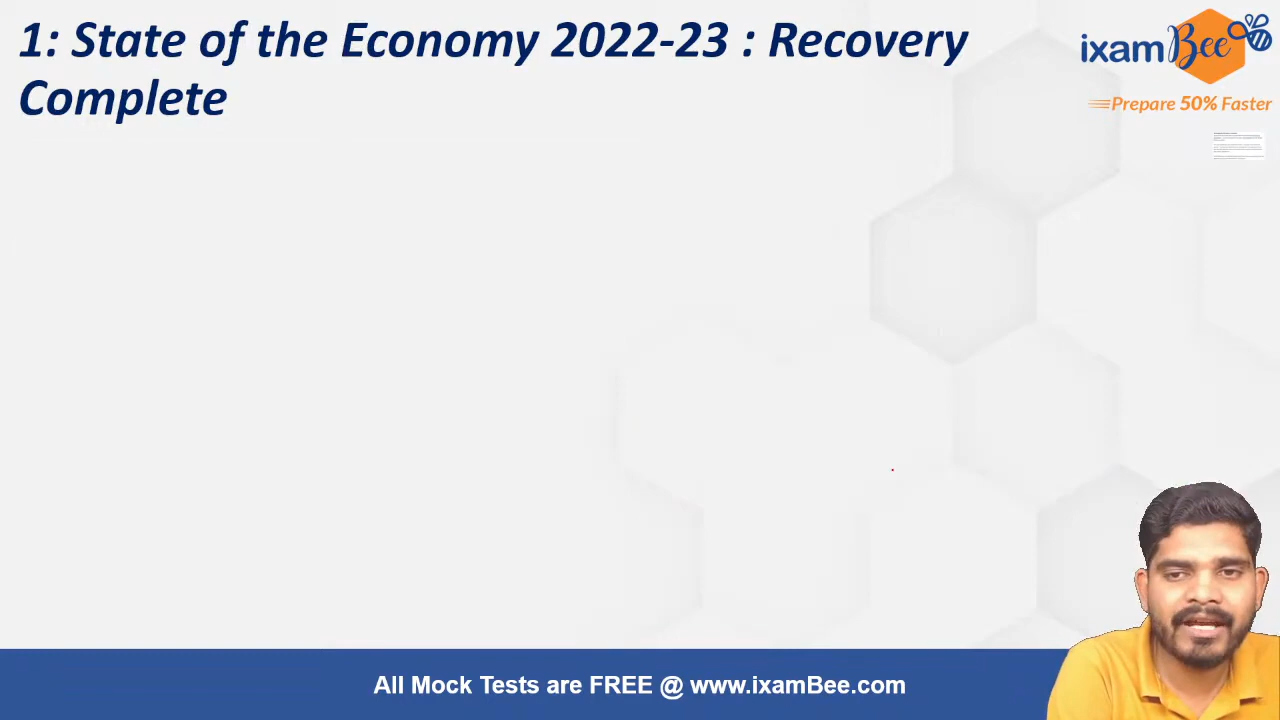 1: State of the Economy 2022-23 : Recovery
Complete
ixamBee
Prepare 50% Faster
All Mock Tests are FREE @ www.ixamBee.com